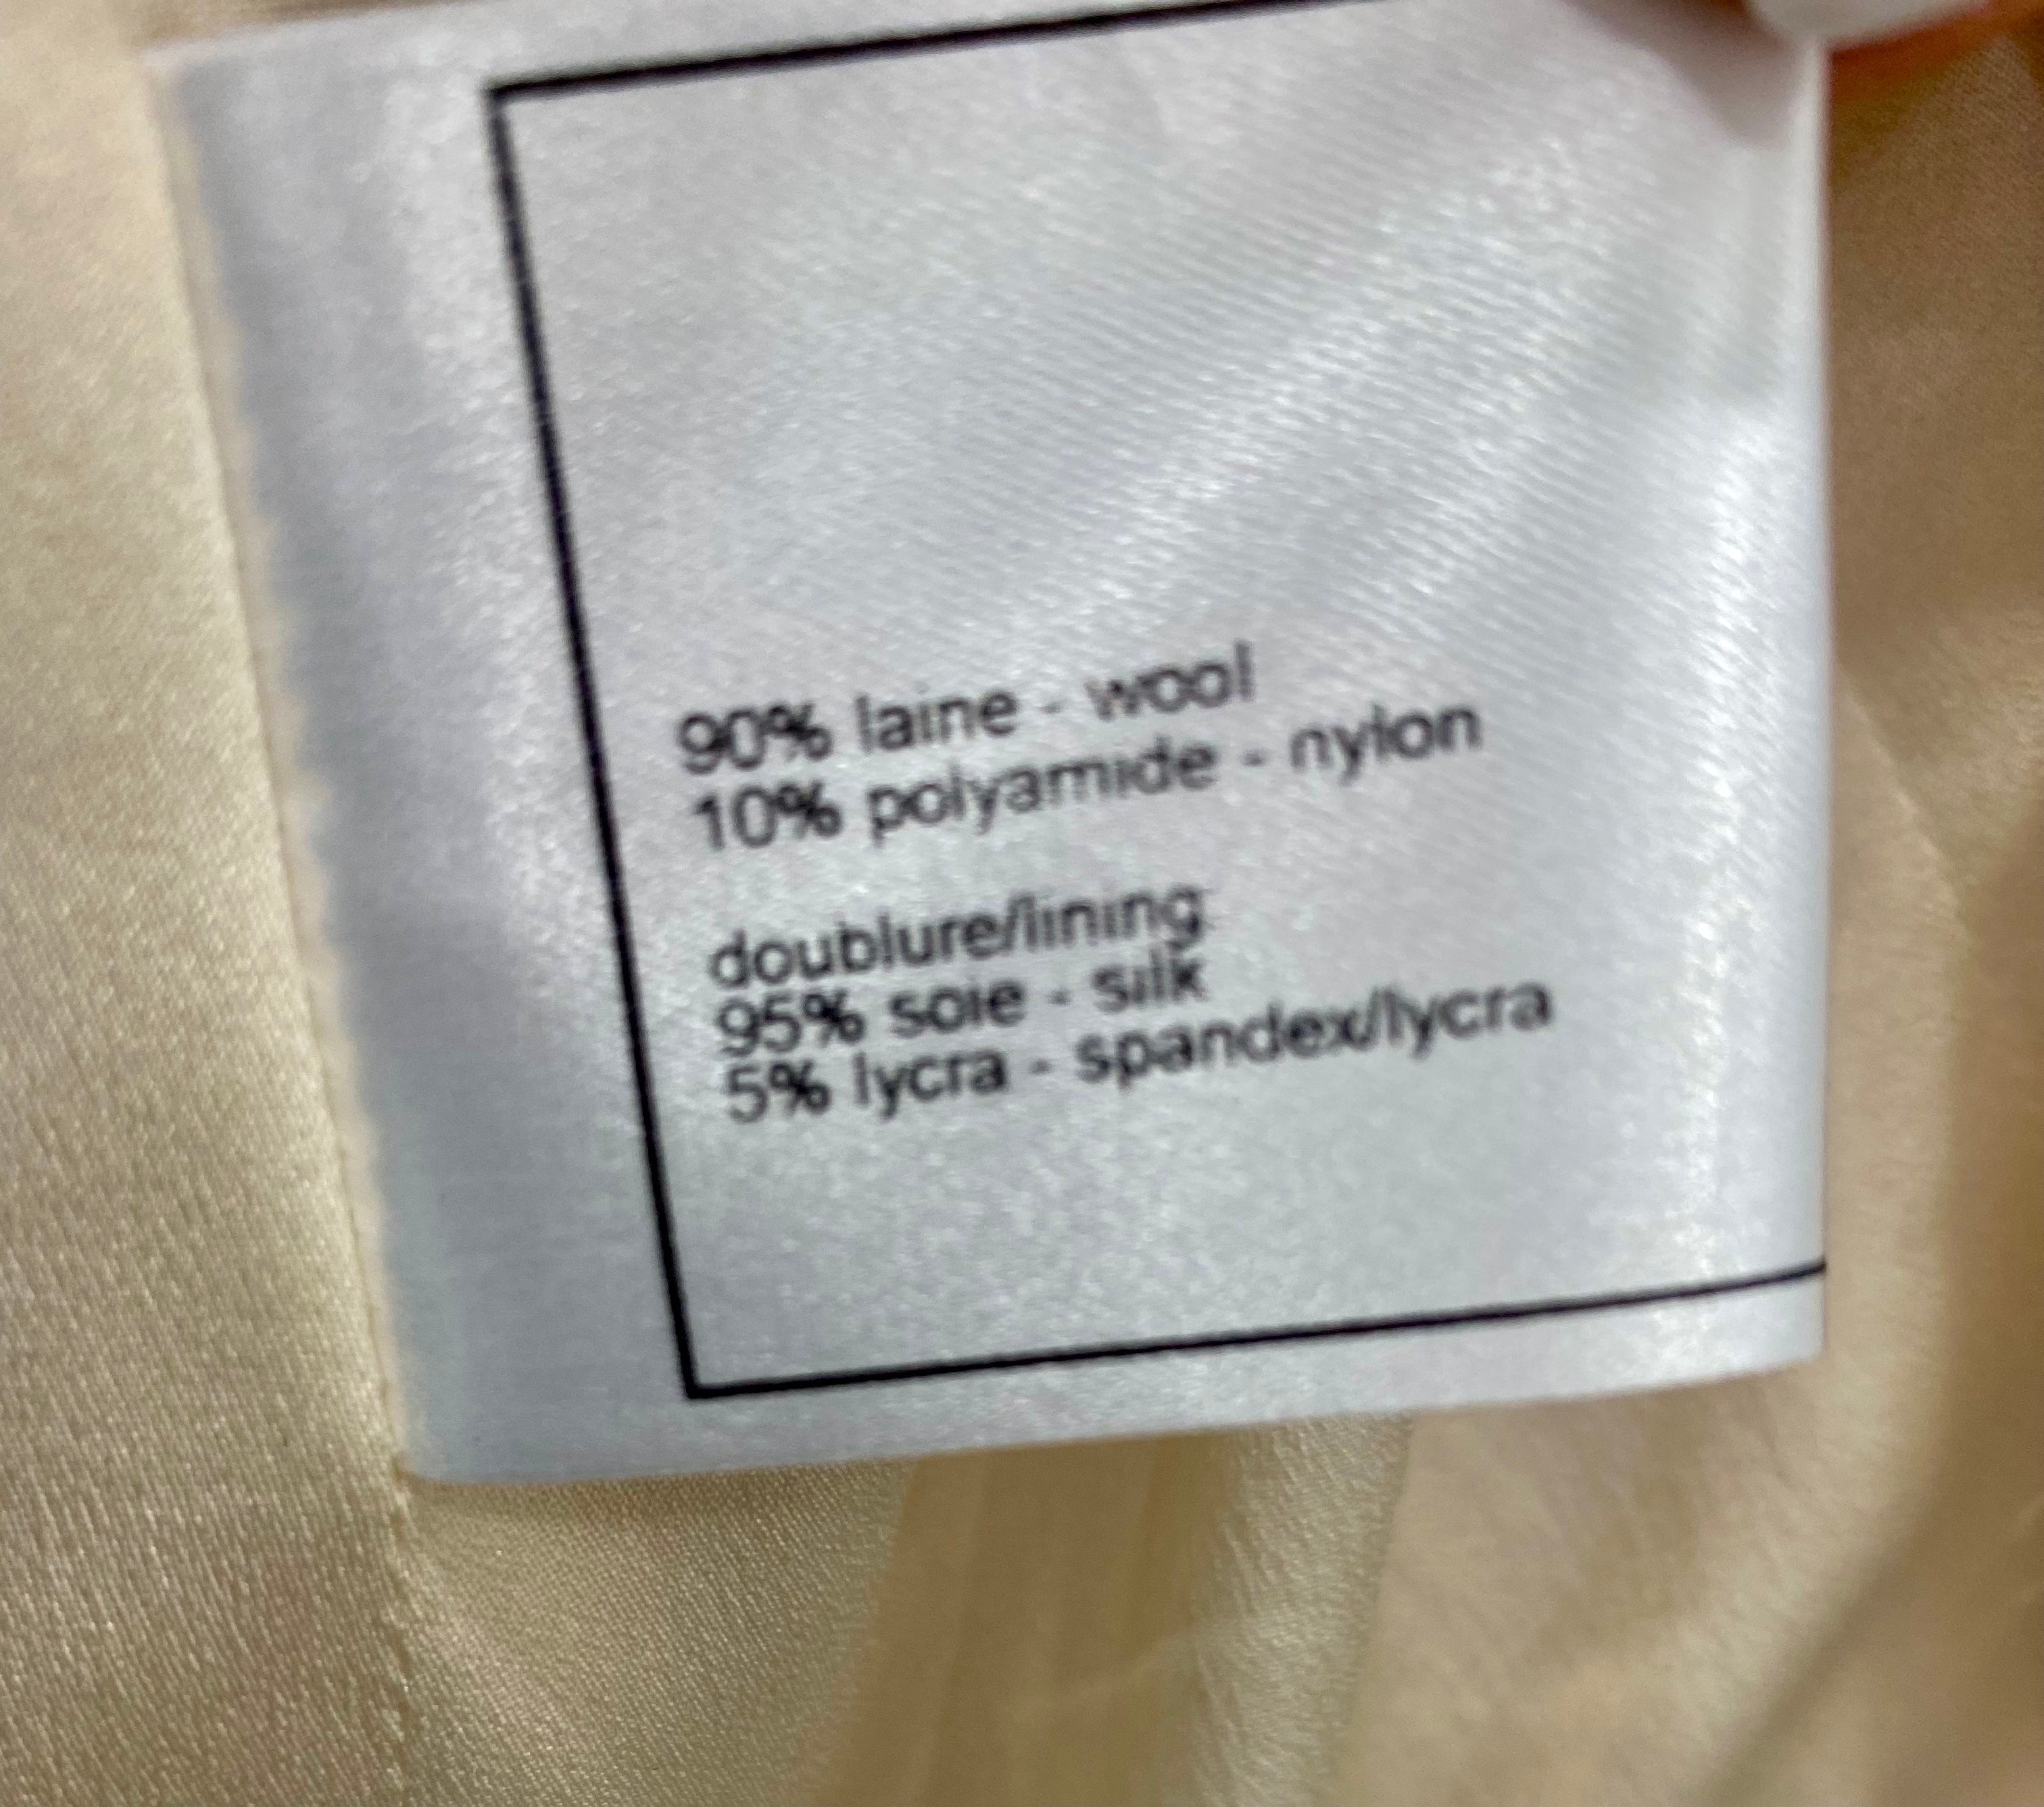 90% laine - wool
10% polyamide - nylon
doublure/lining
95% soie - silk
5% lycra - spandex/lycra